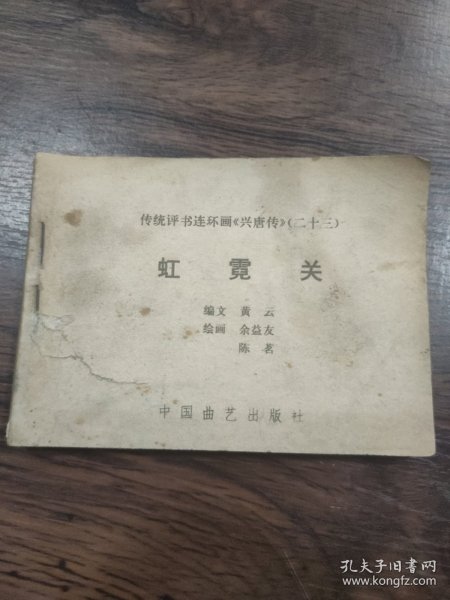 传统评书连环画《兴唐传》(二十三)
虹霓关
编文 黄云
绘画 余益友
陈茗
中国曲艺出版社
孔夫子旧书网
www.kongfz.com